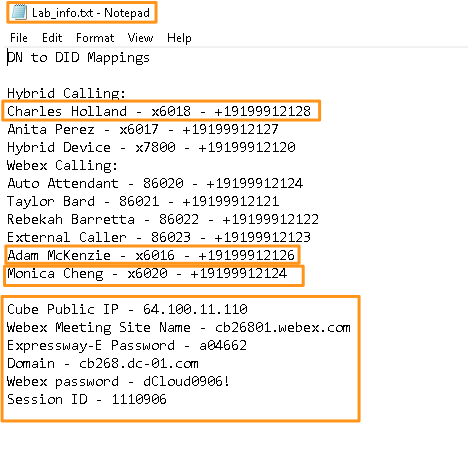 Lab_info.txt - Notepad
File Edit Format View Help
DN to DID Mappings
Hybrid Calling:
Charles Holland - x6018 - +19199912128
Anita Perez - x6017 - +19199912127
Hybrid Device - x7800 - +19199912120
Webex Calling:
Auto Attendant - 86020 - +19199912124
Taylor Bard - 86021 - +19199912121
Rebekah Barretta - 86022 - +19199912122
External Caller - 86023 - +19199912123
Adam McKenzie - x6016 - +19199912126
Monica Cheng - x6020 - +19199912124
Cube Public IP - 64.100.11.110
Webex Meeting Site Name - cb26801.webex.com
Expressway-E Password - a04662
Domain - cb268.dc-01.com
Webex password - dCloud0906!
Session ID - 1110906